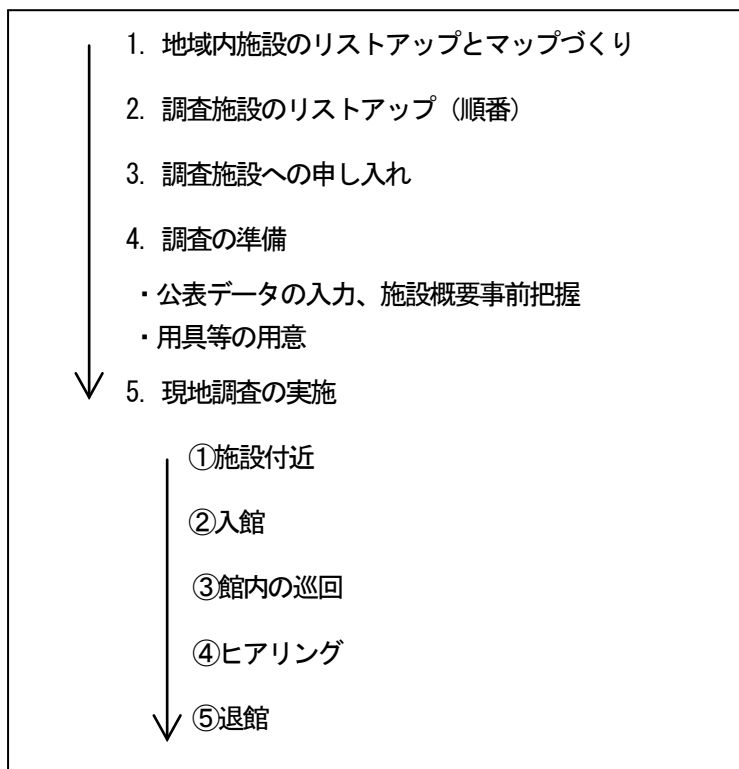 1. 地域内施設のリストアップとマップづくり
2. 調査施設のリストアップ（順番）
3. 調査施設への申し入れ
4. 調査の準備
・公表データの入力、施設概要事前把握
・用具等の用意
5. 現地調査の実施
①施設付近
②入館
③館内の巡回
④ヒアリング
⑤退館